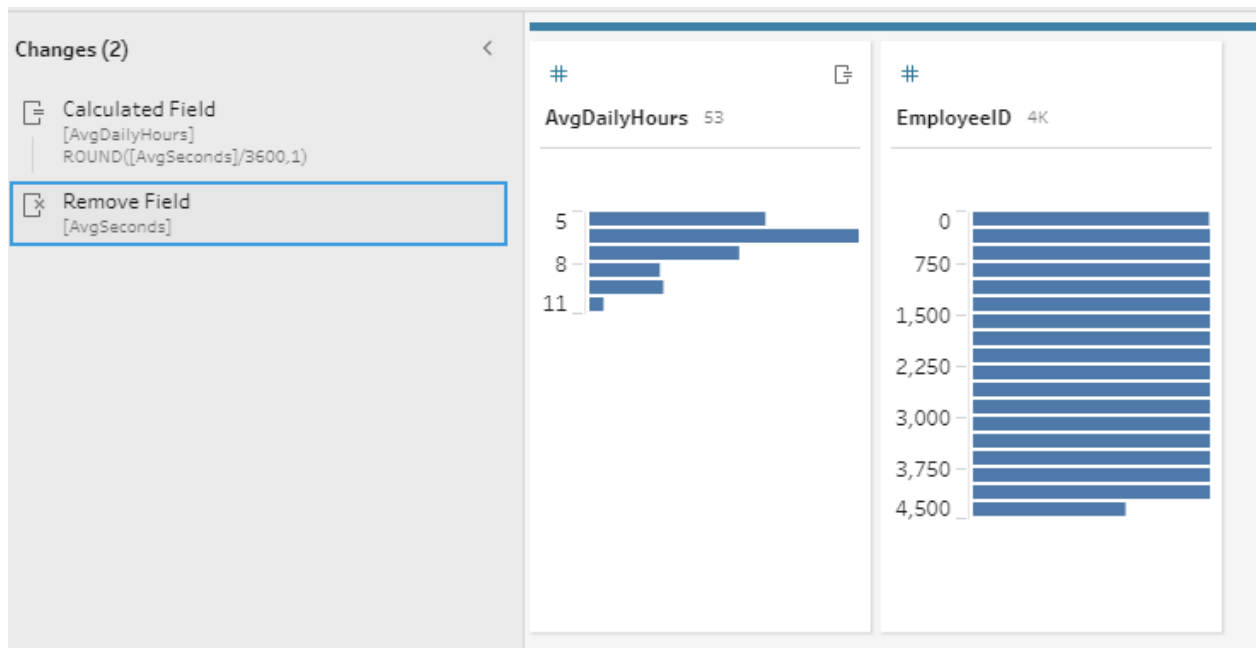 Changes (2)
Calculated Field
[AvgDailyHours]
ROUND([AvgSeconds]/3600,1)
Remove Field
[AvgSeconds]
AvgDailyHours 53
5
8
11
EmployeeID 4K
0
750
1,500
2,250
3,000
3,750
4,500